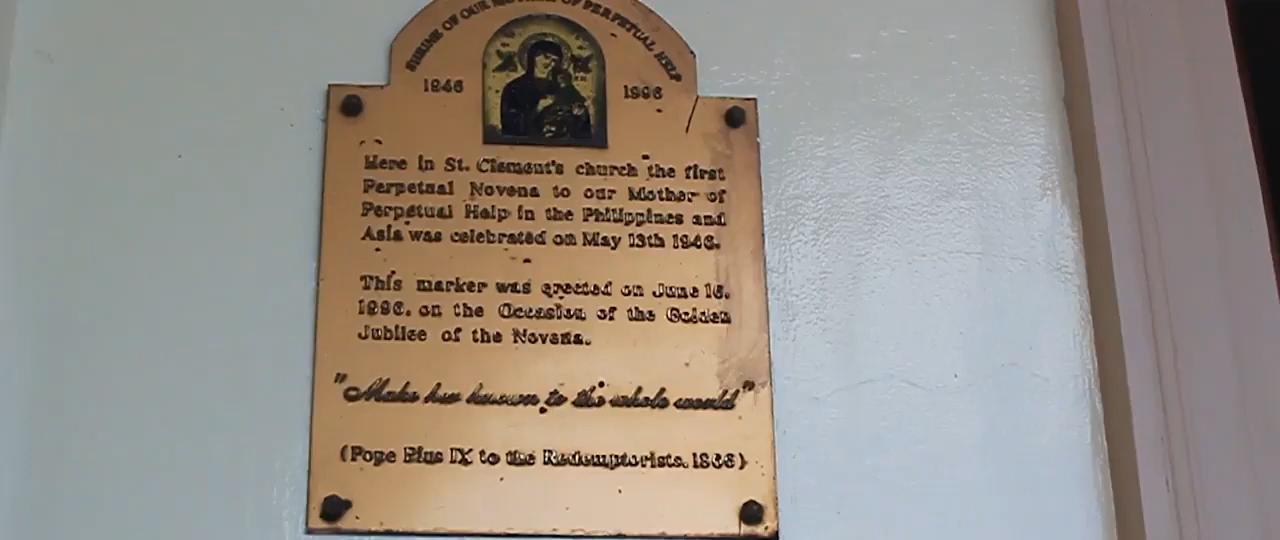 SHRINE OF OUR MOTHER OF PERPETUAL HELP
1946 1996
Here in St. Clement's church the first
Perpetual Novena to our Mother of
Perpetual Help in the Philippines and
Asia was celebrated on May 13th 1946.
This marker was erected on June 16,
1996, on the Occasion of the Golden
Jubilee of the Novena.
"Make her known to the whole world"
(Pope Pius IX to the Redemptorists, 1866)